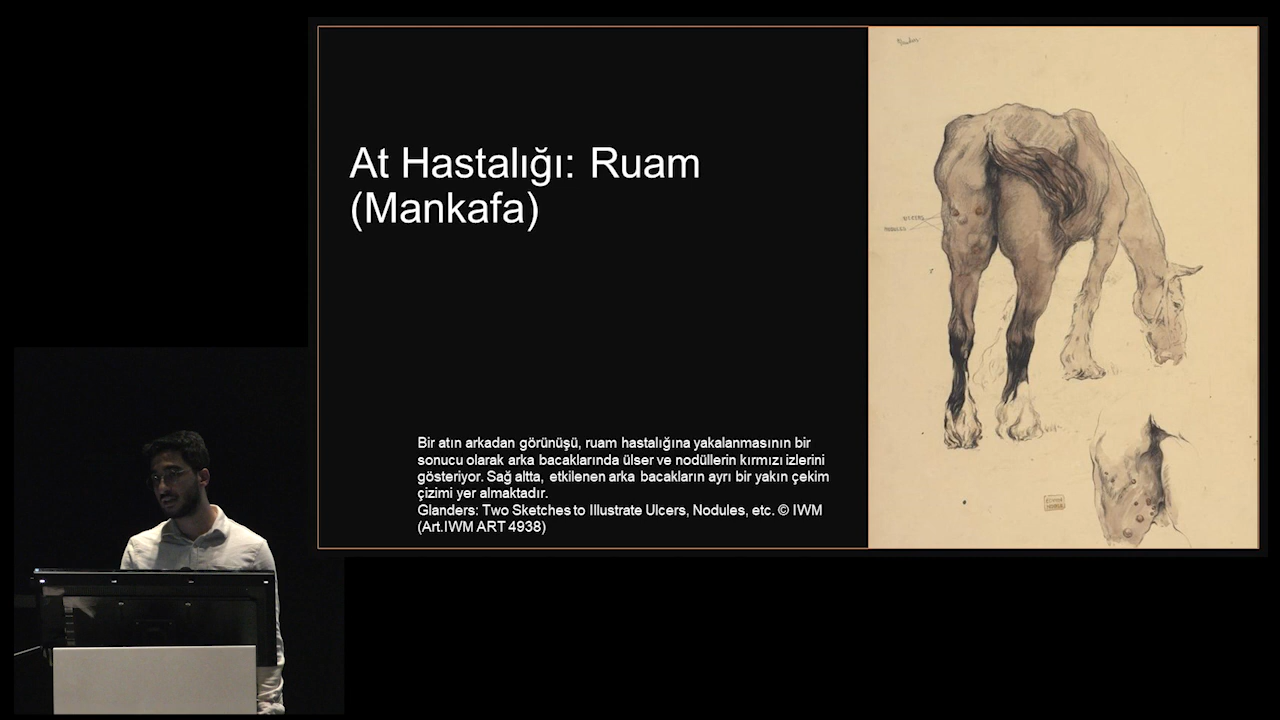 At Hastalığı: Ruam
(Mankafa)
Bir atın arkadan görünüşü, ruam hastalığına yakalanmasının bir
sonucu olarak arka bacaklarında ülser ve nodüllerin kırmızı izlerini
gösteriyor. Sağ altta, etkilenen arka bacakların ayrı bir yakın çekim
çizimi yer almaktadır.
Glanders: Two Sketches to Illustrate Ulcers, Nodules, etc. © IWM
(Art.IWM ART 4938)